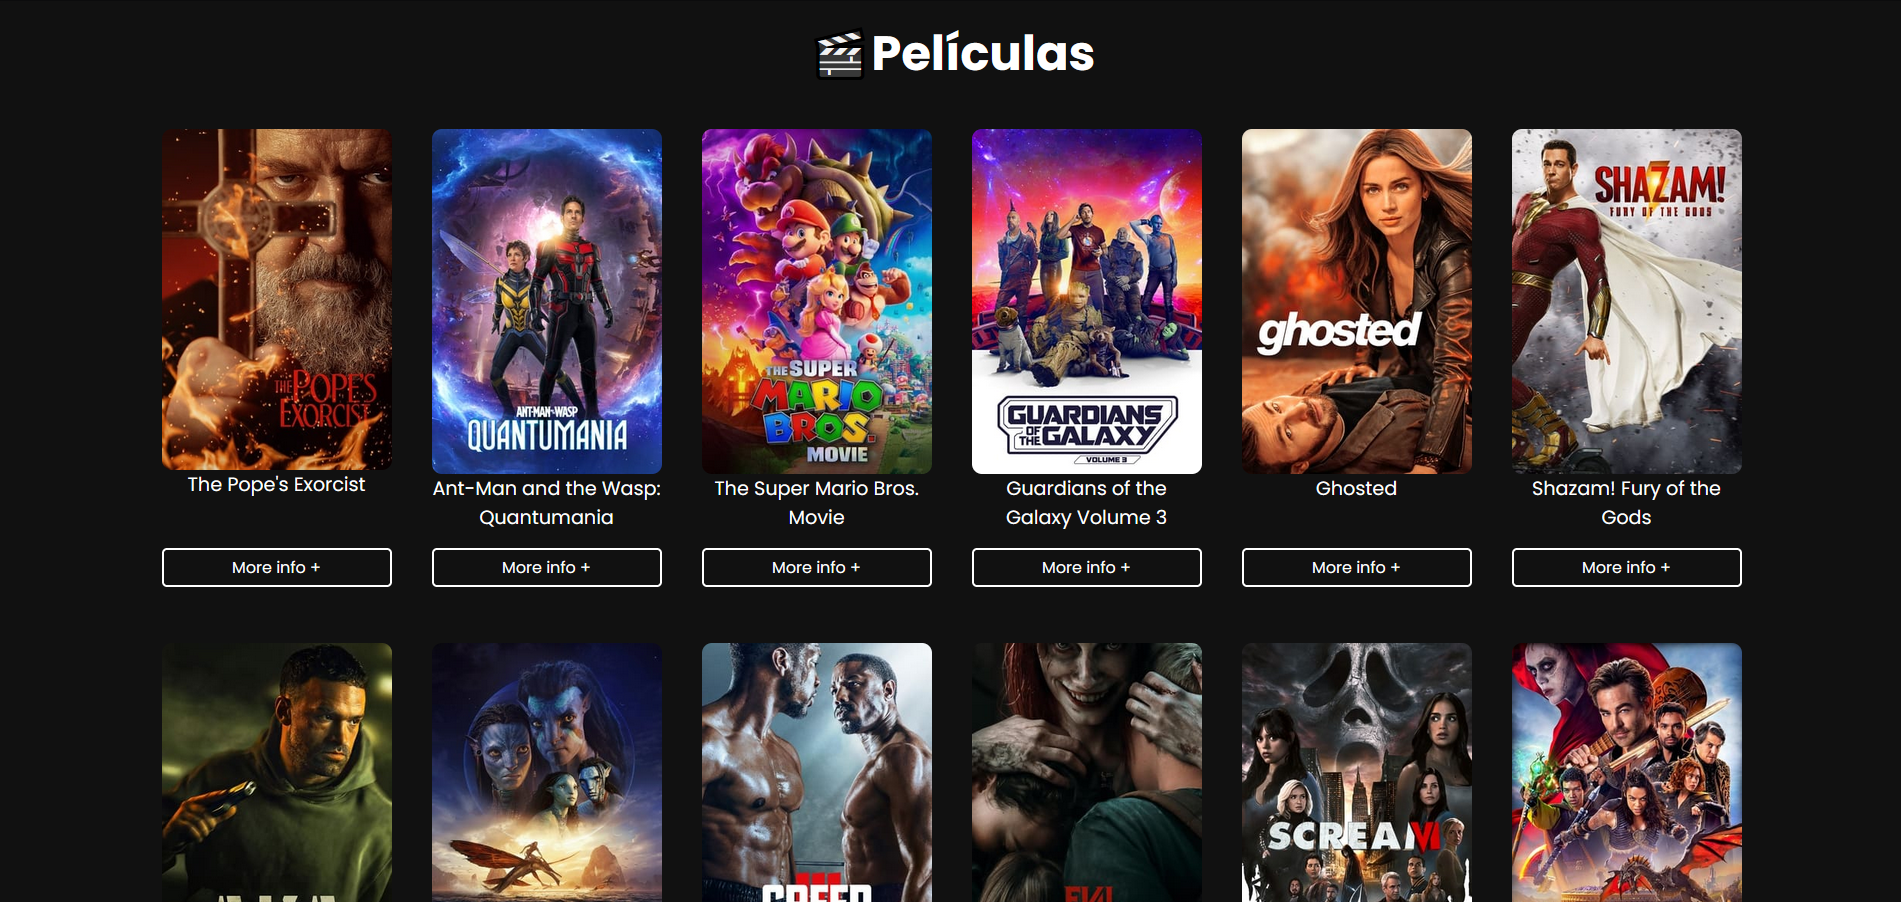 Películas
THE POPE'S
EXORCIST
ANT-MAN AND THE WASP
QUANTUMANIA
THE SUPER
MARIO
BROS.
MOVIE
GUARDIANS
OF THE GALAXY
VOLUME 3
ghosted
SHAZAM!
FURY OF THE GODS
The Pope's Exorcist
Ant-Man and the Wasp:
Quantumania
The Super Mario Bros.
Movie
Guardians of the
Galaxy Volume 3
Ghosted
Shazam! Fury of the
Gods
More info +
More info +
More info +
More info +
More info +
More info +
III
CREED
SCREAM VI